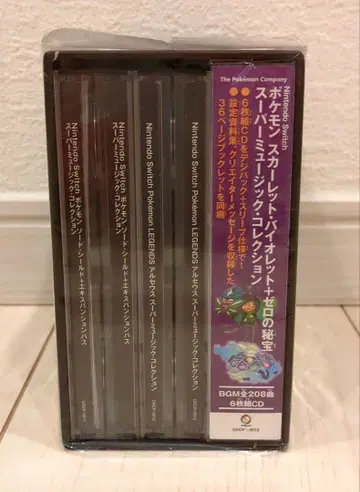 The Pokémon Company
Nintendo Switch
ポケモン スカーレット・バイオレット+ゼロの秘宝
スーパーミュージック・コレクション
●6枚組CDをデジパック+スリーブ仕様で!
●設定資料集、クリエイターメッセージを収録した
36ページブックレットを同梱
BGM全208曲
6枚組CD
Nintendo Switch Pokémon LEGENDS アルセウス スーパーミュージック・コレクション
Nintendo Switch Pokémon LEGENDS アルセウス スーパーミュージック・コレクション
Nintendo Switch ポケモン ソード・シールド+エキスパンションパス
スーパーミュージック・コレクション
Nintendo Switch ポケモン ソード・シールド+エキスパンションパス
スーパーミュージック・コレクション